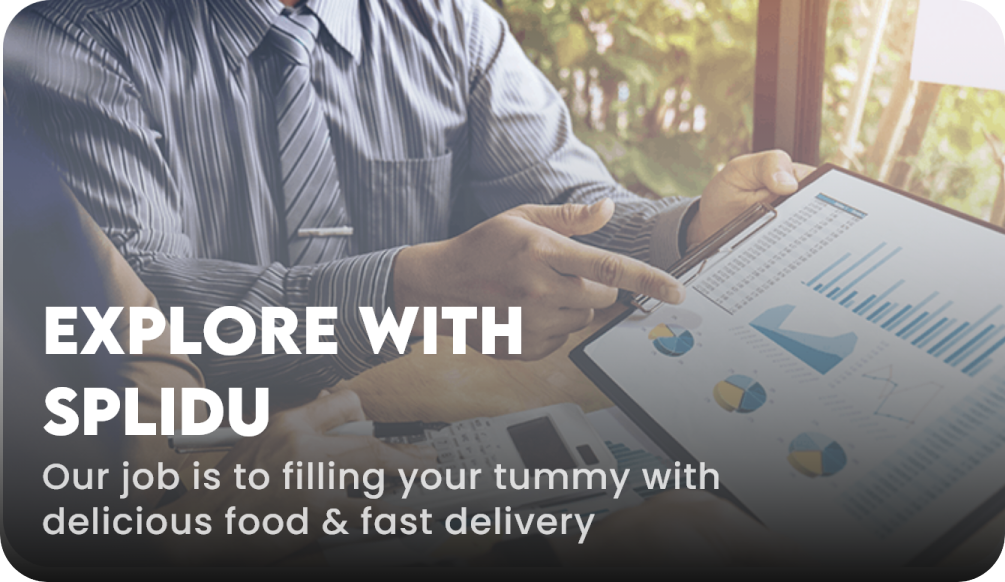 EXPLORE WITH
SPLIDU
Our job is to filling your tummy with
delicious food & fast delivery